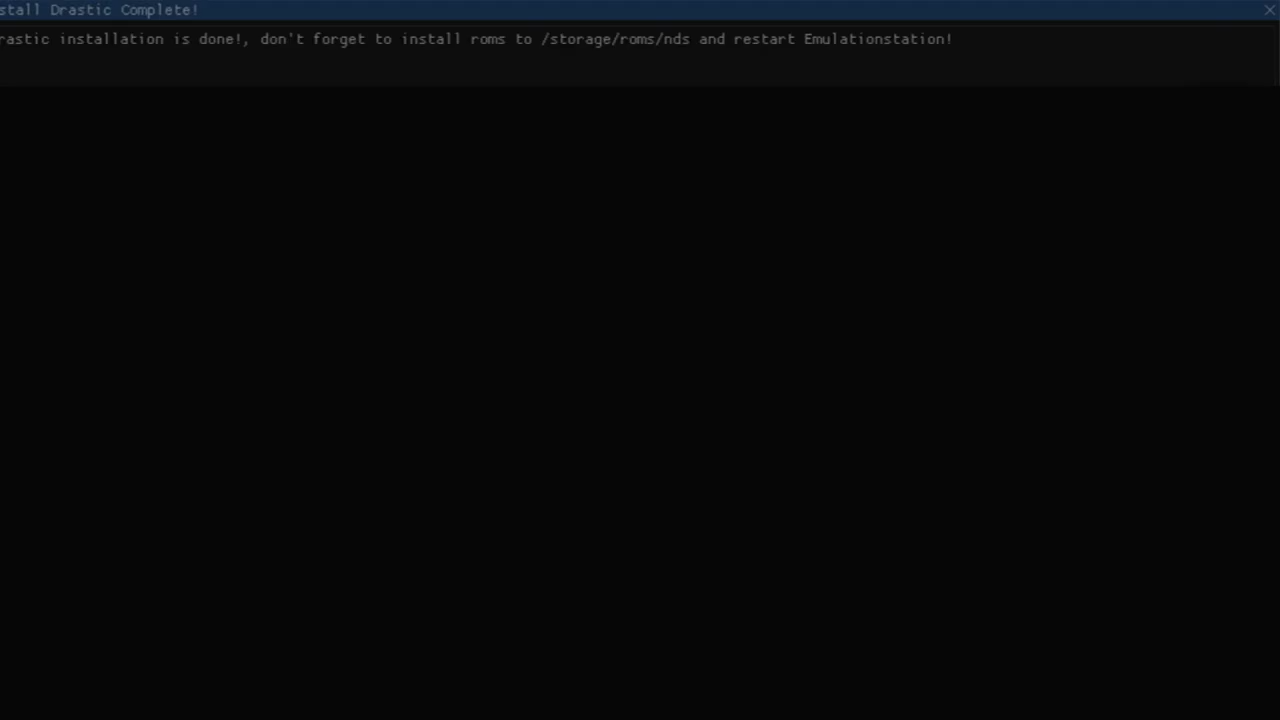 stall Drastic Complete!
rastic installation is done!, don't forget to install roms to /storage/roms/nds and restart Emulationstation!